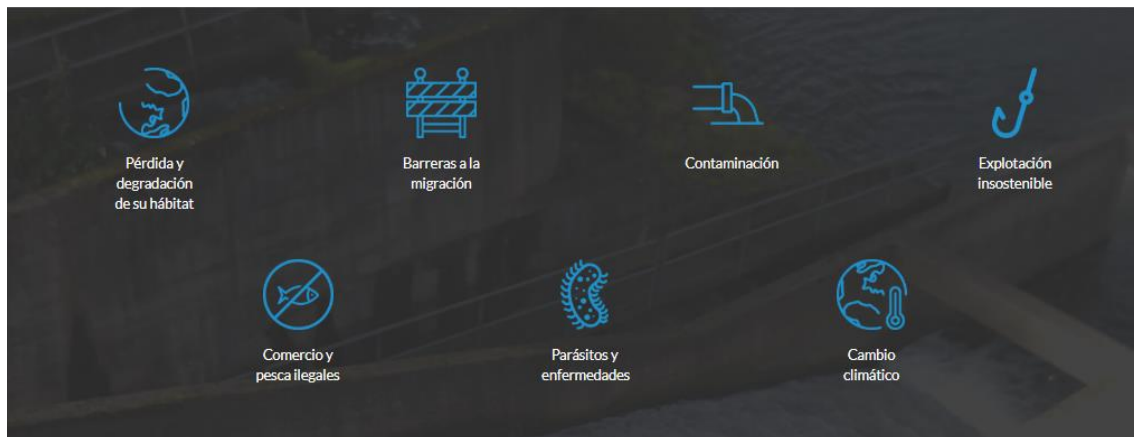 Pérdida y
degradación
de su hábitat
Barreras a la
migración
Contaminación
Explotación
insostenible
Comercio y
pesca ilegales
Parásitos y
enfermedades
Cambio
climático